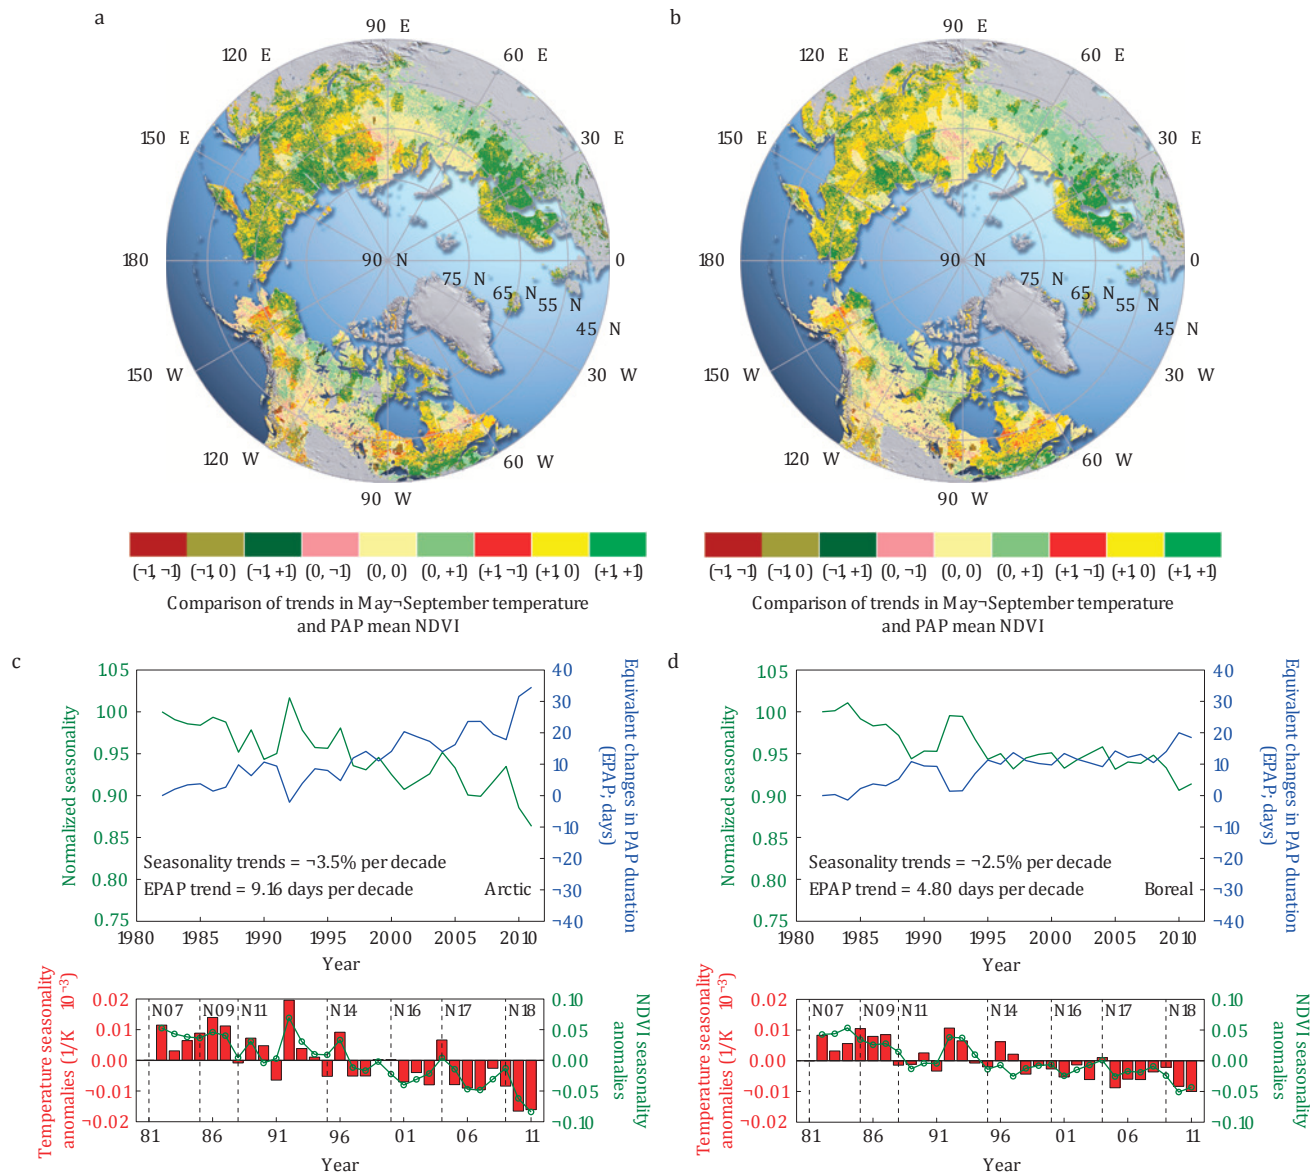 a
90 E
120 E
60 E
150 E
30 E
180
90 N
0
75 N
65 N
55 N
45 N
150 W
30 W
120 W
60 W
90 W
(¬1, ¬1) (¬1, 0) (¬1, +1) (0, ¬1) (0, 0) (0, +1) (+1, ¬1) (+1, 0) (+1, +1)
Comparison of trends in May¬September temperature
and PAP mean NDVI
b
90 E
120 E
60 E
150 E
30 E
180
90 N
0
75 N
65 N
55 N
45 N
150 W
30 W
120 W
60 W
90 W
(¬1, ¬1) (¬1, 0) (¬1, +1) (0, ¬1) (0, 0) (0, +1) (+1, ¬1) (+1, 0) (+1, +1)
Comparison of trends in May¬September temperature
and PAP mean NDVI
c
Normalized seasonality
1.05
1.00
0.95
0.90
0.85
0.80
0.75
Seasonality trends = ¬3.5% per decade
EPAP trend = 9.16 days per decade
Arctic
40
30
20
10
0
¬10
¬20
¬30
¬40
Equivalent changes in PAP duration
(EPAP; days)
1980 1985 1990 1995 2000 2005 2010
Year
Temperature seasonality
anomalies (1/K 10¬3)
0.02
0.01
0.00
¬0.01
¬0.02
N07 N09 N11 N14 N16 N17 N18
0.10
0.05
0.00
¬0.05
¬0.10
NDVI seasonality
anomalies
81 86 91 96 01 06 11
Year
d
Normalized seasonality
1.05
1.00
0.95
0.90
0.85
0.80
0.75
Seasonality trends = ¬2.5% per decade
EPAP trend = 4.80 days per decade
Boreal
40
30
20
10
0
¬10
¬20
¬30
¬40
Equivalent changes in PAP duration
(EPAP; days)
1980 1985 1990 1995 2000 2005 2010
Year
Temperature seasonality
anomalies (1/K 10¬3)
0.02
0.01
0.00
¬0.01
¬0.02
N07 N09 N11 N14 N16 N17 N18
0.10
0.05
0.00
¬0.05
¬0.10
NDVI seasonality
anomalies
81 86 91 96 01 06 11
Year